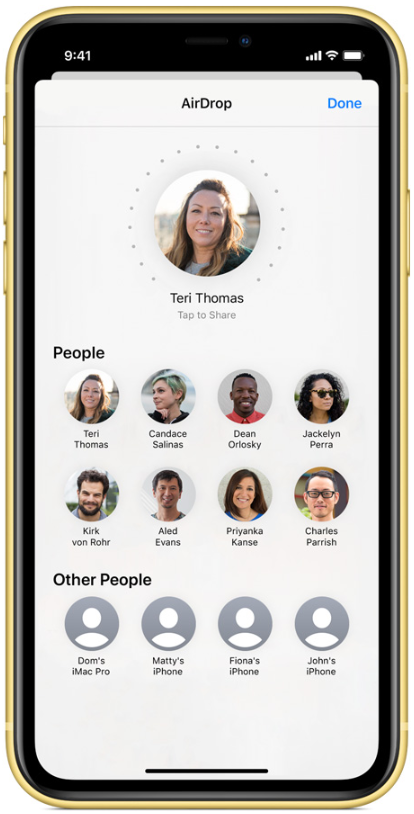 9:41
AirDrop
Done
Teri Thomas
Tap to Share
People
Teri Thomas
Candace Salinas
Dean Orlosky
Jackelyn Perra
Kirk von Rohr
Aled Evans
Priyanka Kanse
Charles Parrish
Other People
Dom's iMac Pro
Matty's iPhone
Fiona's iPhone
John's iPhone